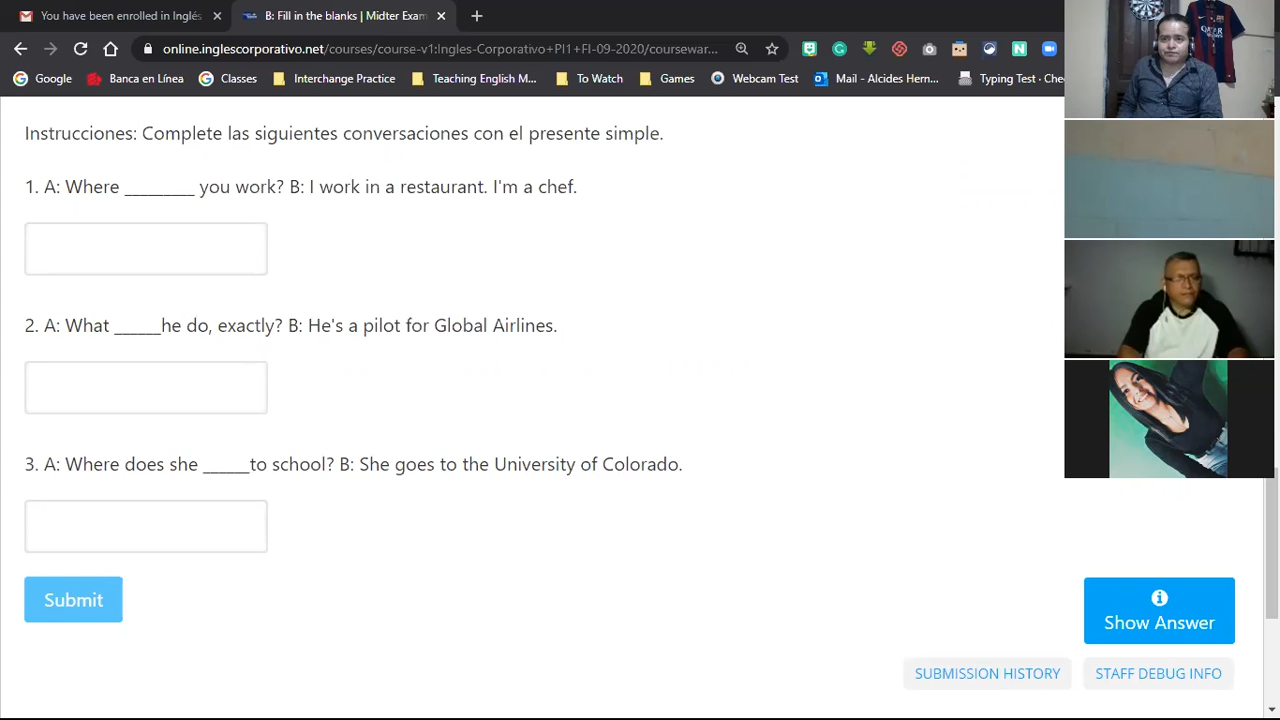 You have been enrolled in Inglés
B: Fill in the blanks | Midter Exam
online.inglescorporativo.net/courses/course-v1:Ingles-Corporativo+PI1+FI-09-2020/coursewar...
Google
Banca en Línea
Classes
Interchange Practice
Teaching English M...
To Watch
Games
Webcam Test
Mail - Alcides Hern...
Typing Test - Che
Instrucciones: Complete las siguientes conversaciones con el presente simple.
1. A: Where _________ you work? B: I work in a restaurant. I'm a chef.
2. A: What ______he do, exactly? B: He's a pilot for Global Airlines.
3. A: Where does she ______to school? B: She goes to the University of Colorado.
Submit
Show Answer
SUBMISSION HISTORY
STAFF DEBUG INFO